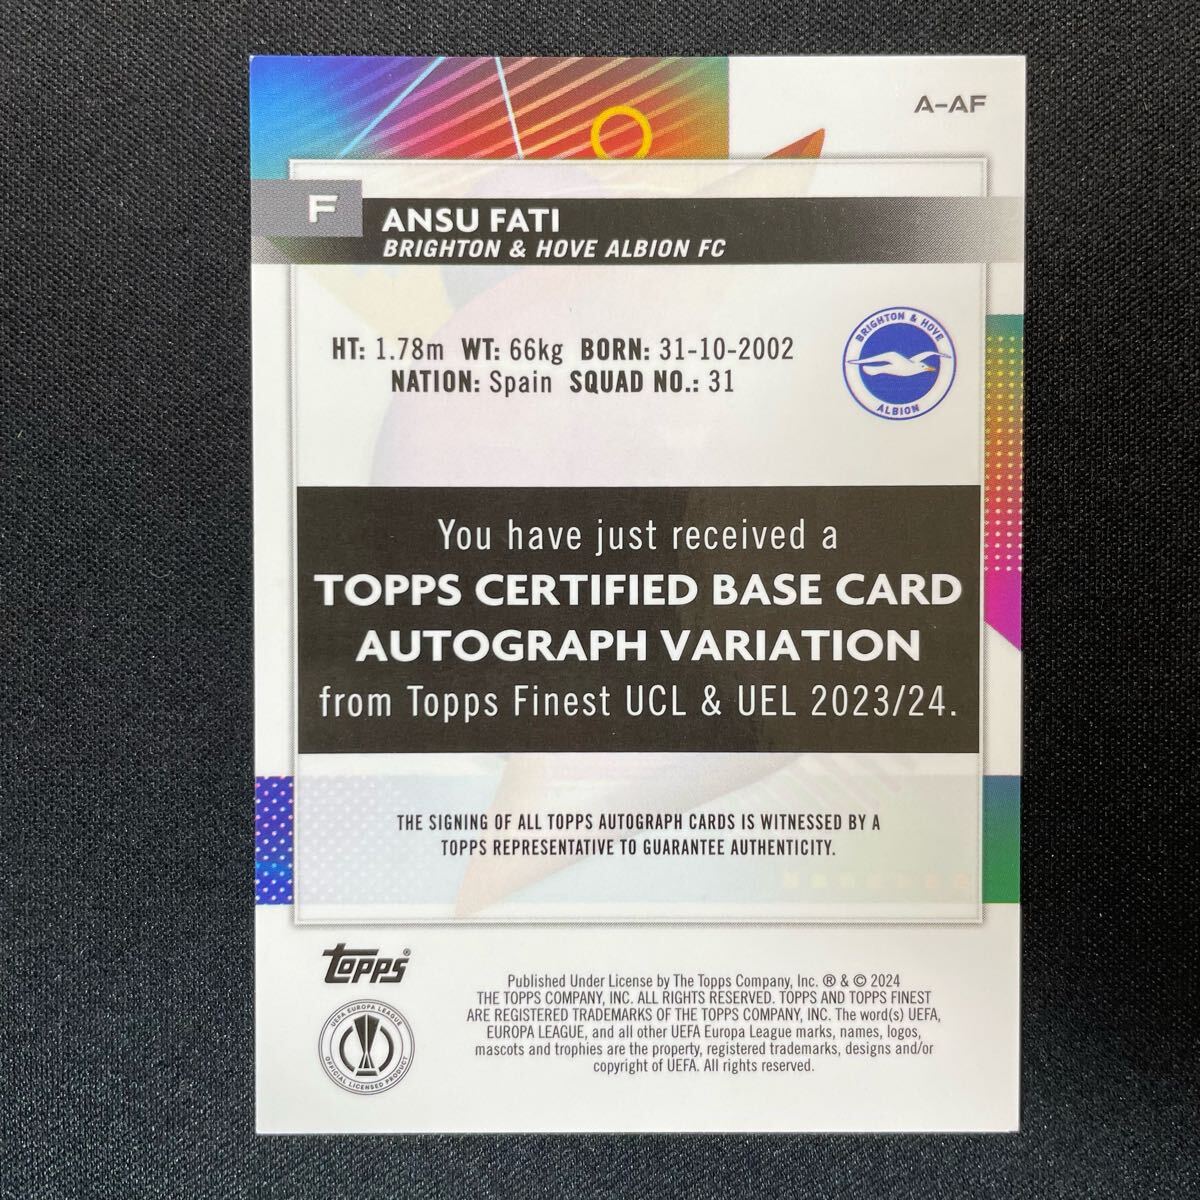 A-AF
F
ANSU FATI
BRIGHTON & HOVE ALBION FC
HT: 1.78m WT: 66kg BORN: 31-10-2002
NATION: Spain SQUAD NO.: 31
BRIGHTON & HOVE
ALBION
You have just received a
TOPPS CERTIFIED BASE CARD
AUTOGRAPH VARIATION
from Topps Finest UCL & UEL 2023/24.
THE SIGNING OF ALL TOPPS AUTOGRAPH CARDS IS WITNESSED BY A
TOPPS REPRESENTATIVE TO GUARANTEE AUTHENTICITY.
topps®
UEFA EUROPA LEAGUE
OFFICIAL LICENSED PRODUCT
Published Under License by The Topps Company, Inc. ® & © 2024
THE TOPPS COMPANY, INC. ALL RIGHTS RESERVED. TOPPS AND TOPPS FINEST
ARE REGISTERED TRADEMARKS OF THE TOPPS COMPANY, INC. The word(s) UEFA,
EUROPA LEAGUE, and all other UEFA Europa League marks, names, logos,
mascots and trophies are the property, registered trademarks, designs and/or
copyright of UEFA. All rights reserved.